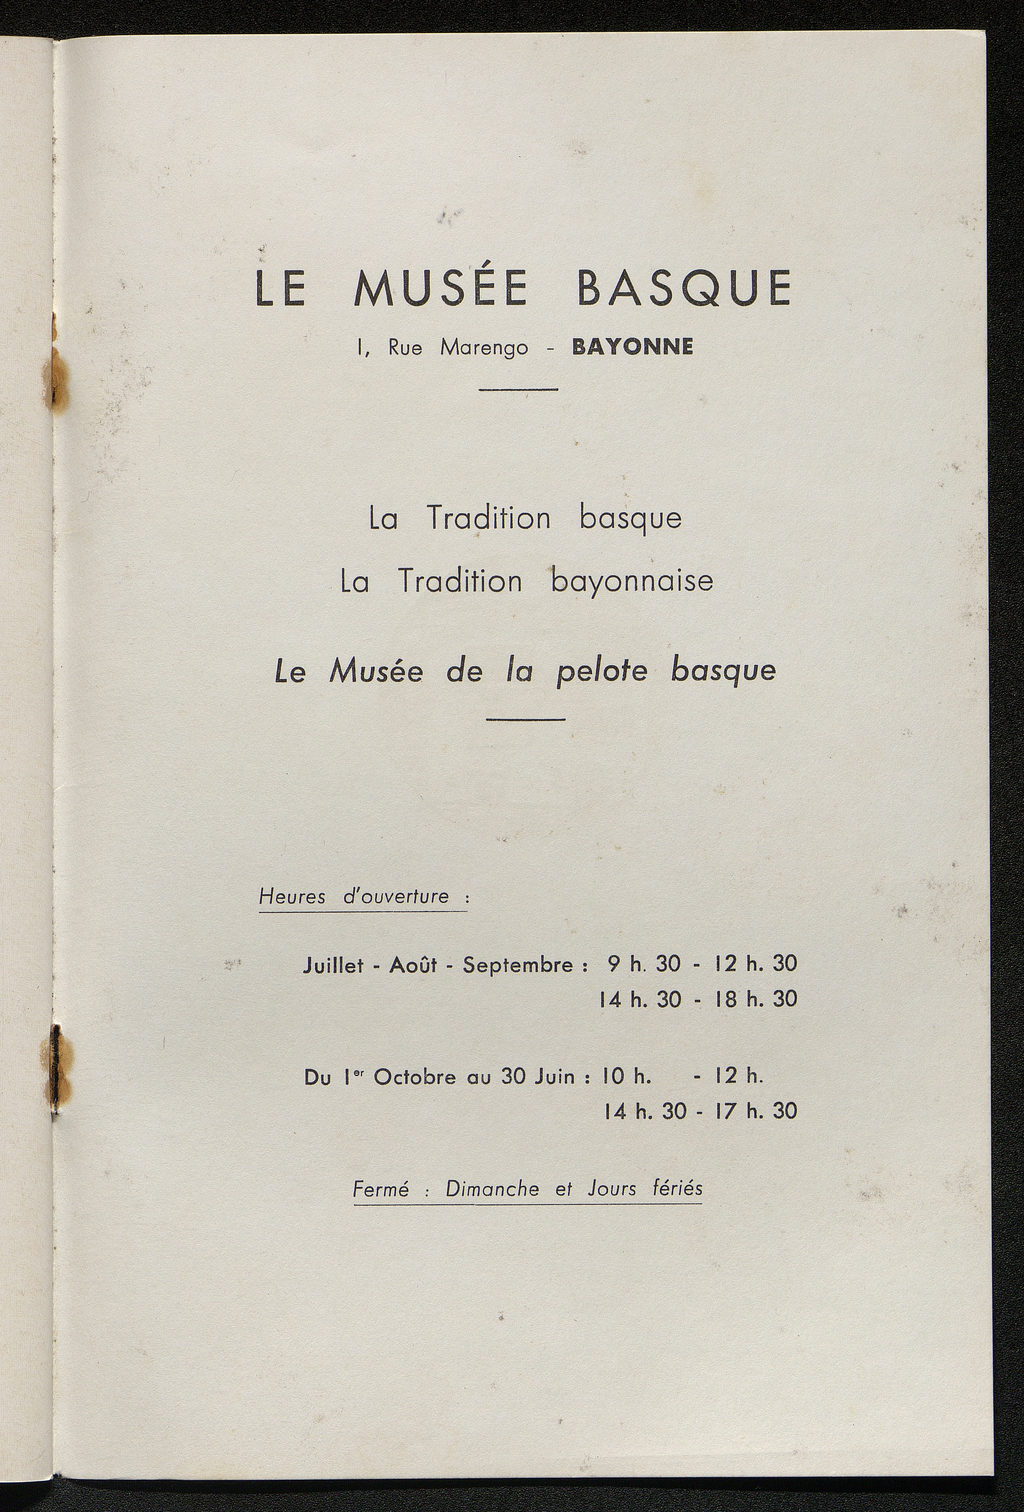 LE MUSÉE BASQUE
1, Rue Marengo - BAYONNE
La Tradition basque
La Tradition bayonnaise
Le Musée de la pelote basque
Heures d'ouverture :
Juillet - Août - Septembre : 9 h. 30 - 12 h. 30
14 h. 30 - 18 h. 30
Du 1er Octobre au 30 Juin : 10 h. - 12 h.
14 h. 30 - 17 h. 30
Fermé : Dimanche et Jours fériés